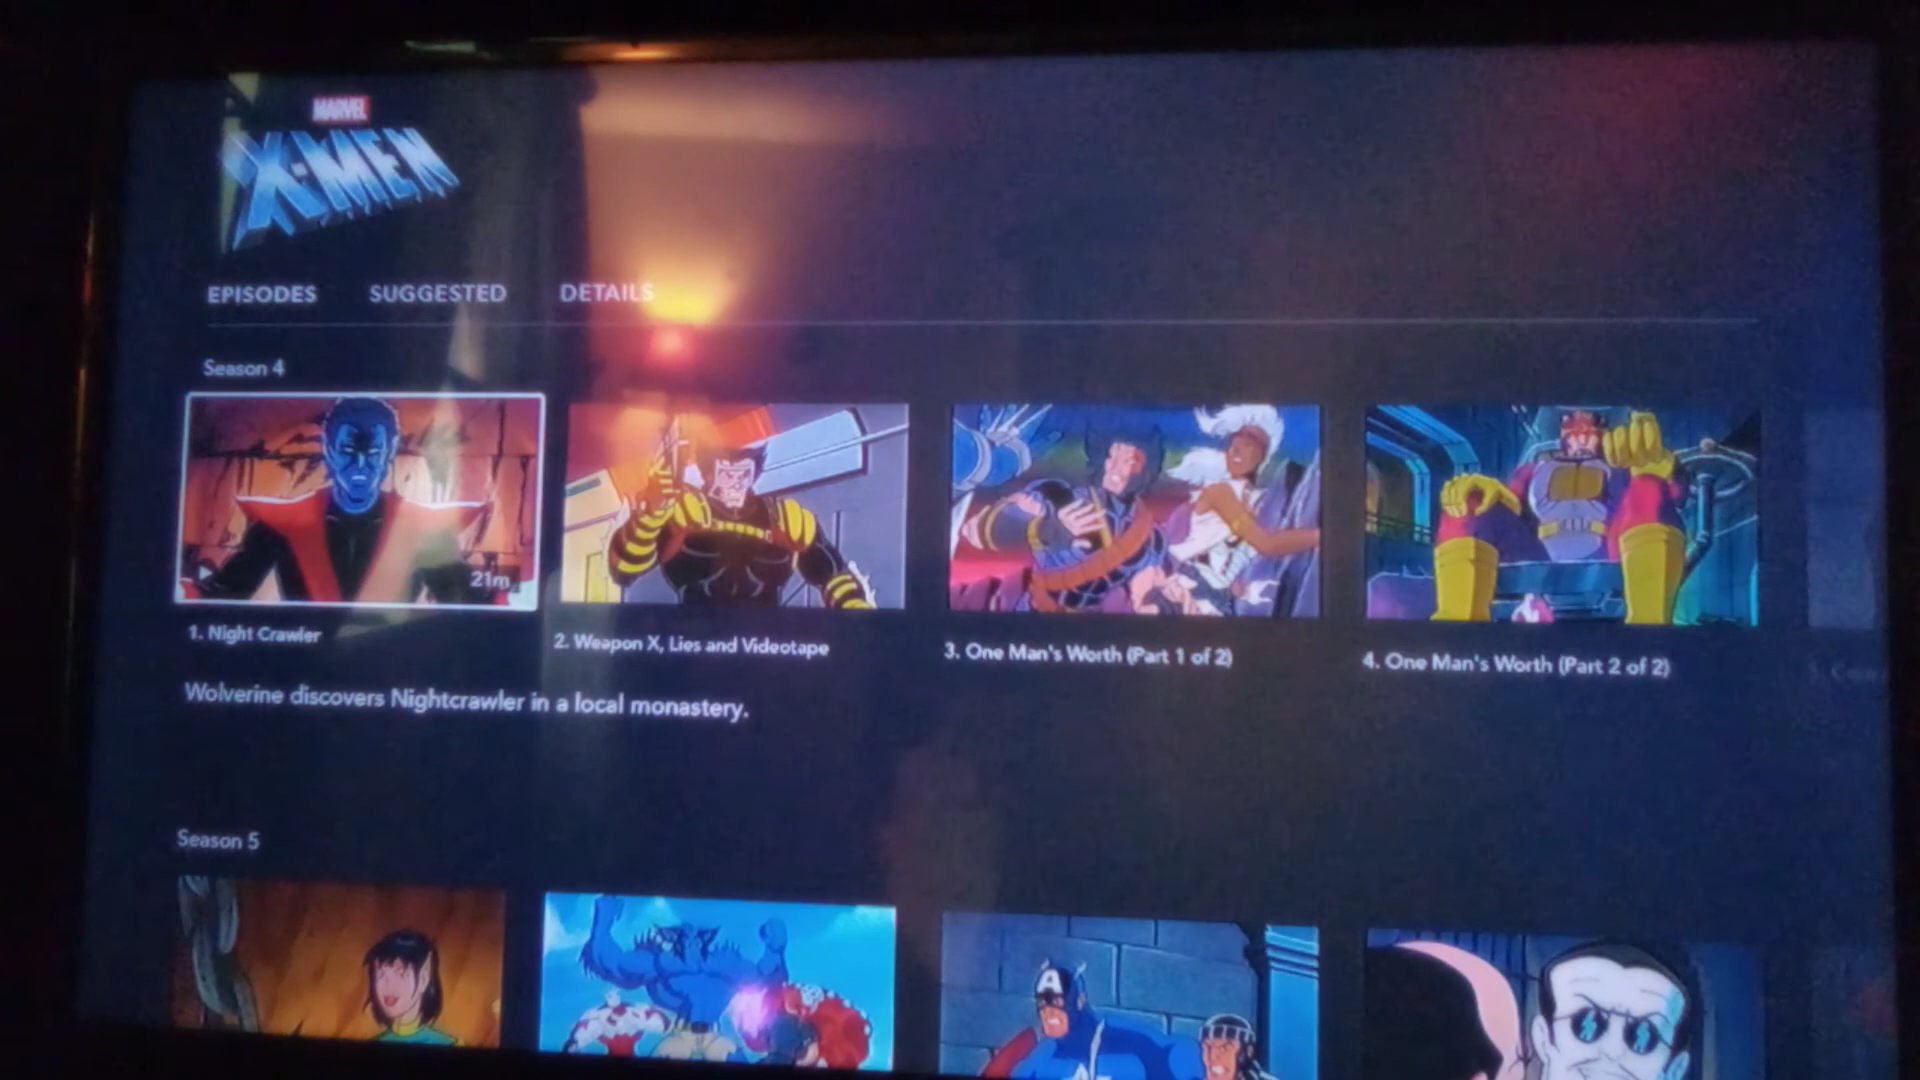 MARVEL
X-MEN
EPISODES SUGGESTED DETAILS
Season 4
21m
1. Night Crawler
2. Weapon X, Lies and Videotape
3. One Man's Worth (Part 1 of 2)
4. One Man's Worth (Part 2 of 2)
Wolverine discovers Nightcrawler in a local monastery.
Season 5
A